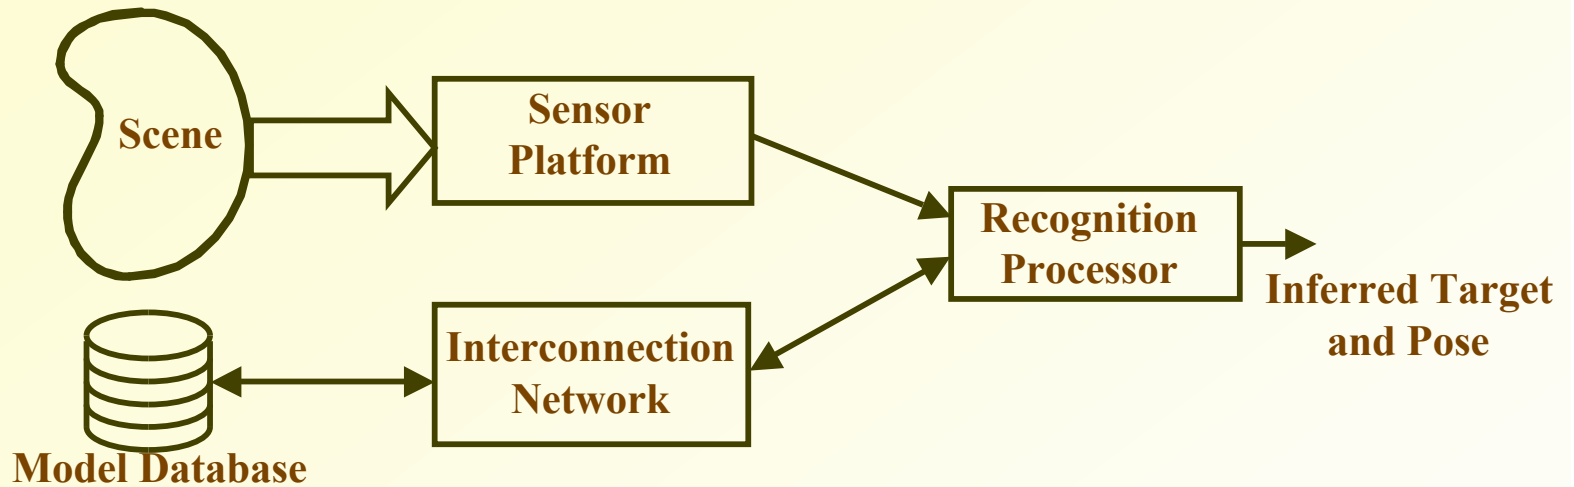 Scene
Sensor
Platform
Recognition
Processor
Inferred Target
and Pose
Interconnection
Network
Model Database